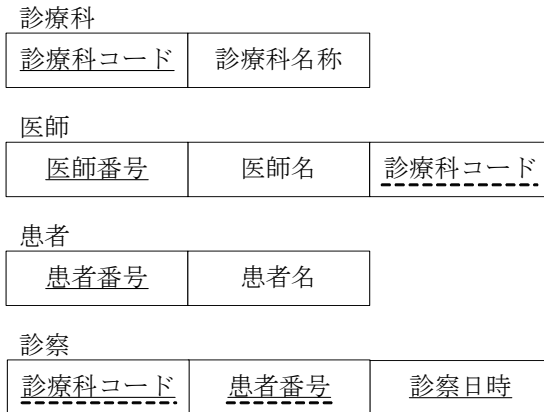 診療科
診療科コード 診療科名称
医師
医師番号 医師名 診療科コード
患者
患者番号 患者名
診察
診療科コード 患者番号 診察日時